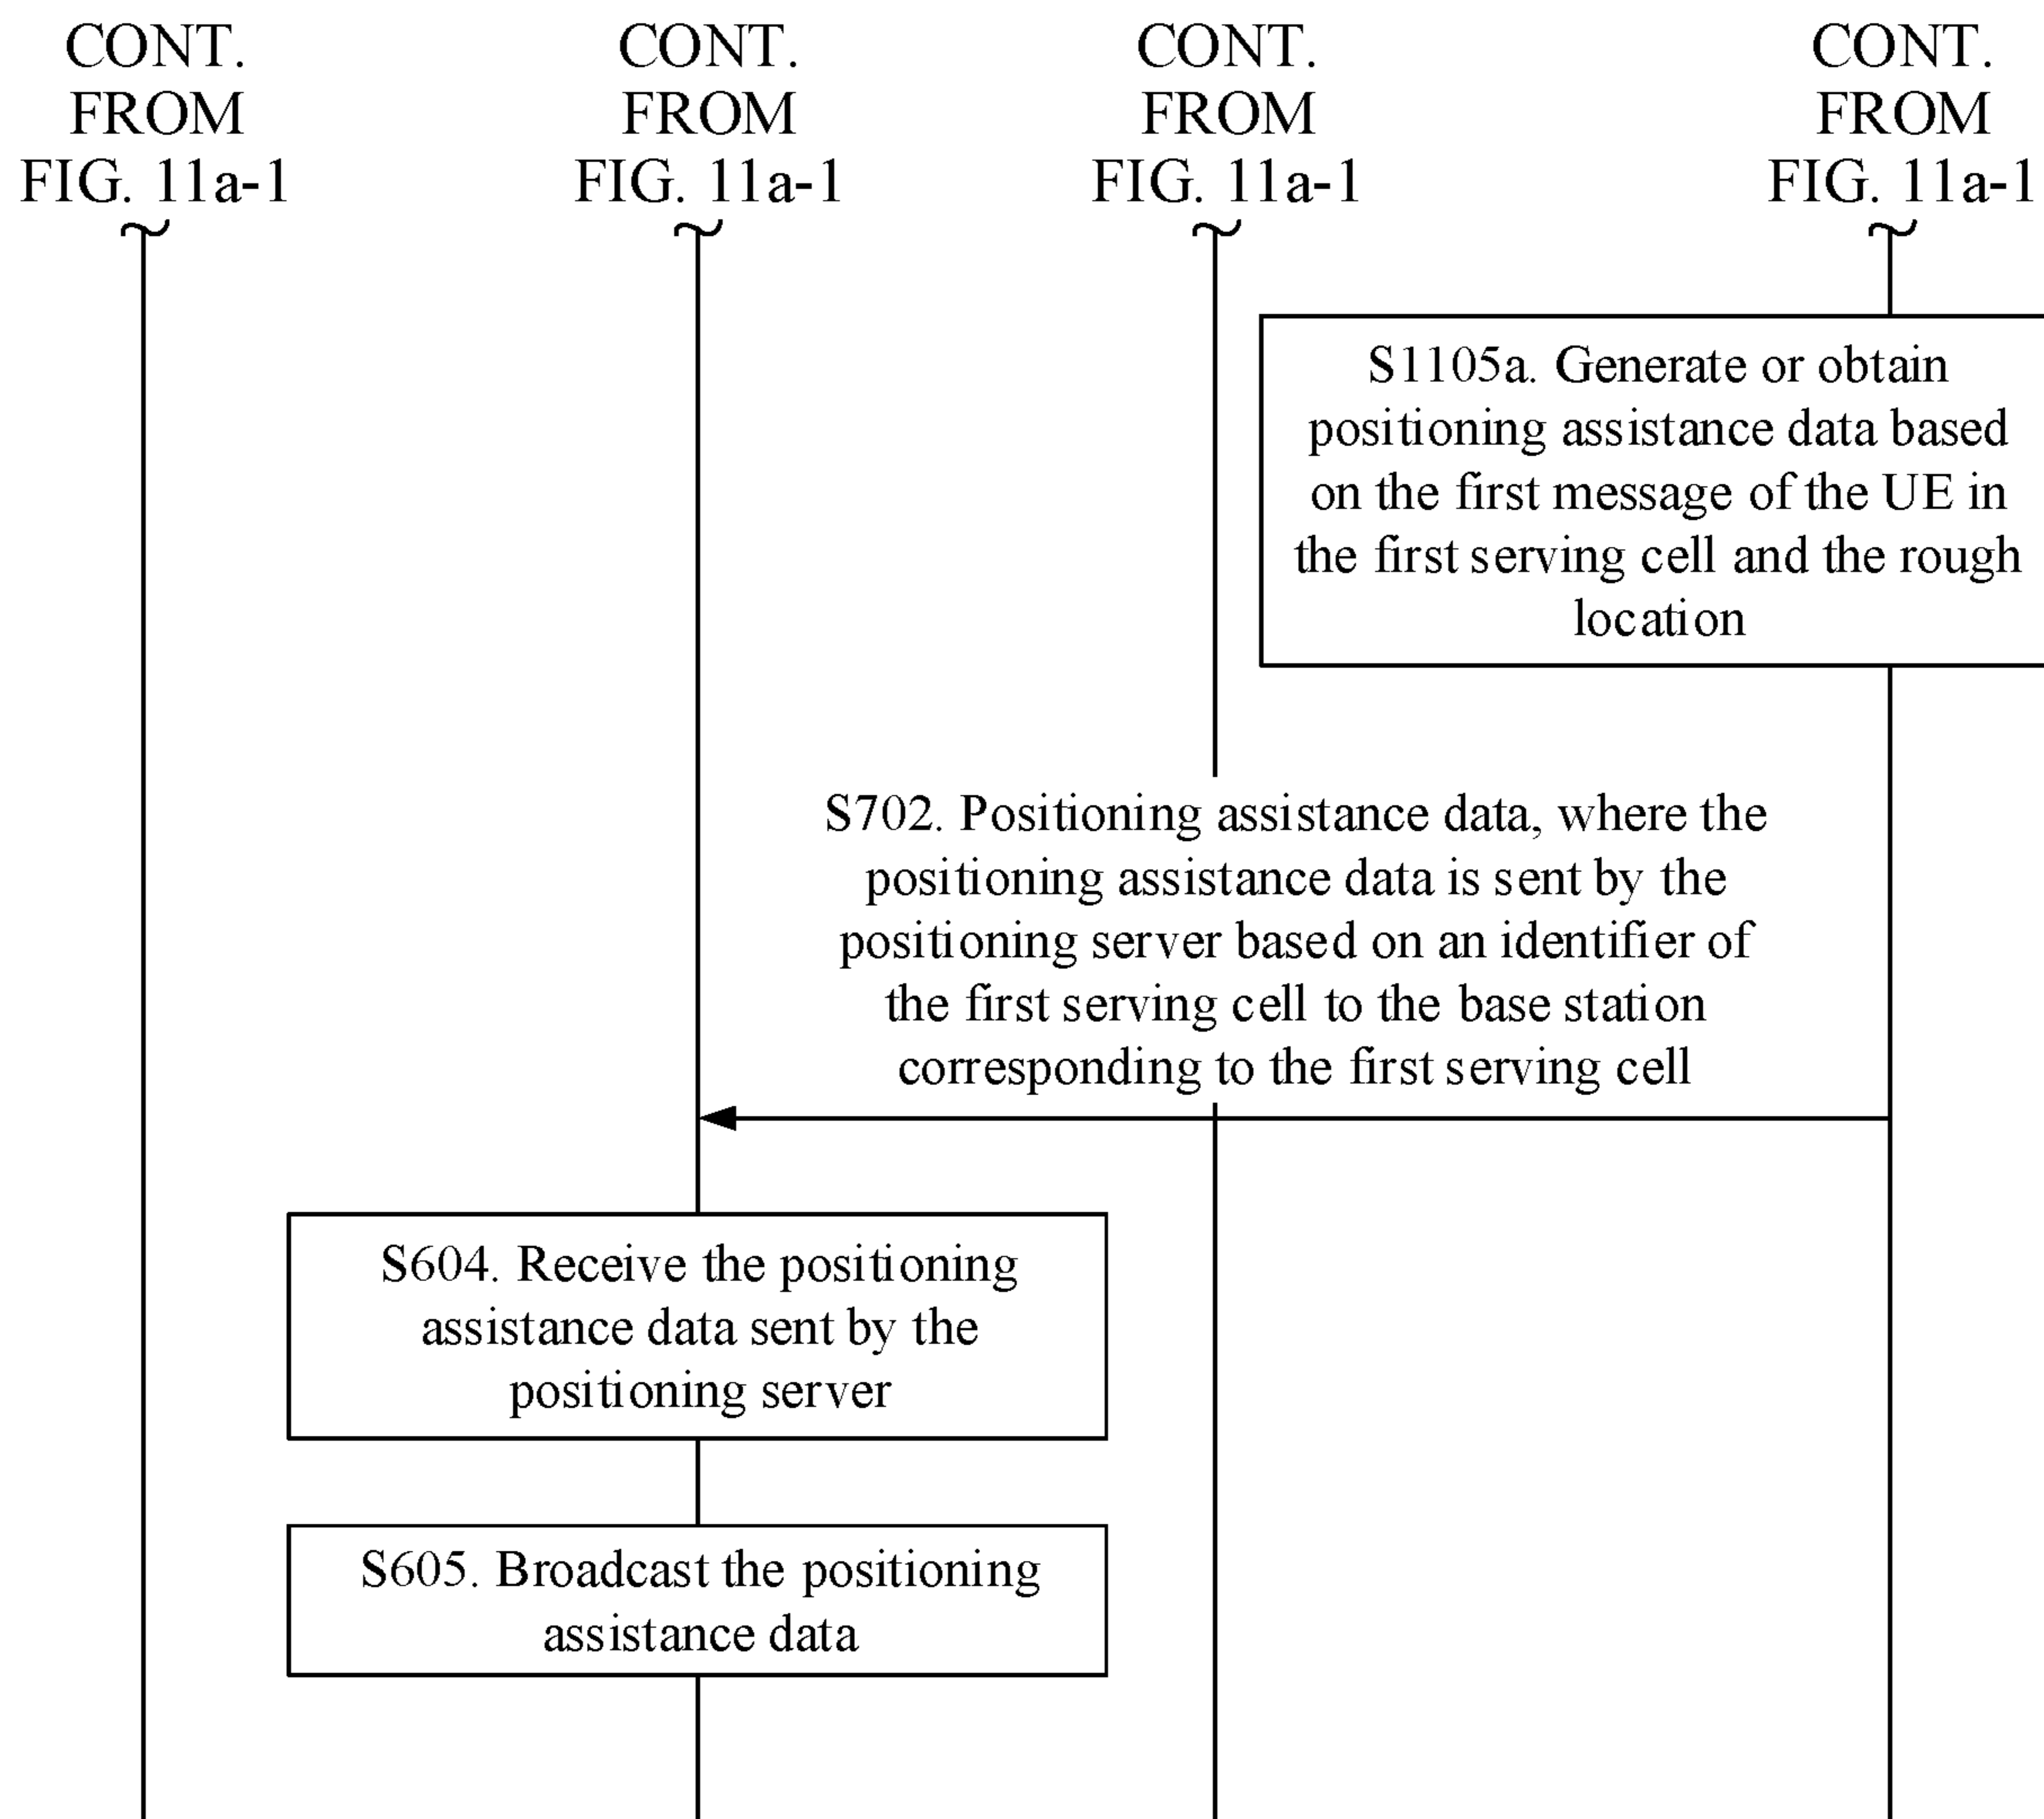 CONT.
FROM
FIG. 11a-1
CONT.
FROM
FIG. 11a-1
CONT.
FROM
FIG. 11a-1
CONT.
FROM
FIG. 11a-1
S1105a. Generate or obtain
positioning assistance data based
on the first message of the UE in
the first serving cell and the rough
location
S702. Positioning assistance data, where the
positioning assistance data is sent by the
positioning server based on an identifier of
the first serving cell to the base station
corresponding to the first serving cell
S604. Receive the positioning
assistance data sent by the
positioning server
S605. Broadcast the positioning
assistance data